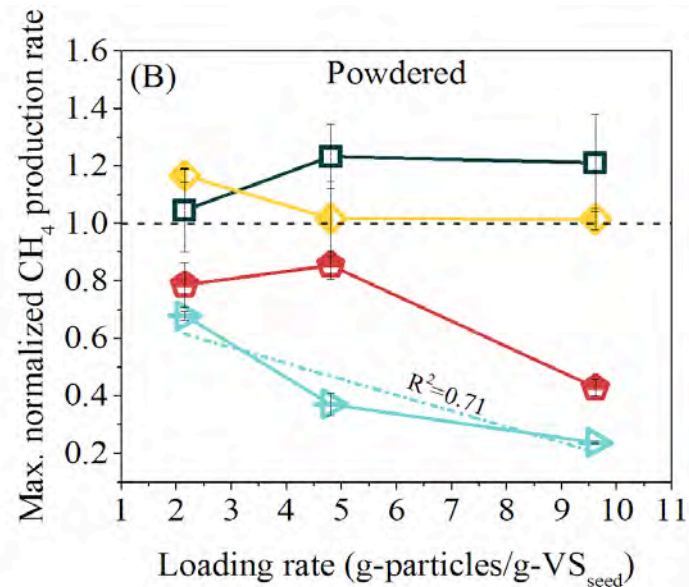 (B) Powdered
Max. normalized CH₄ production rate
1.6
1.4
1.2
1.0
0.8
0.6
0.4
0.2
R²=0.71
1 2 3 4 5 6 7 8 9 10 11
Loading rate (g-particles/g-VS_seed)